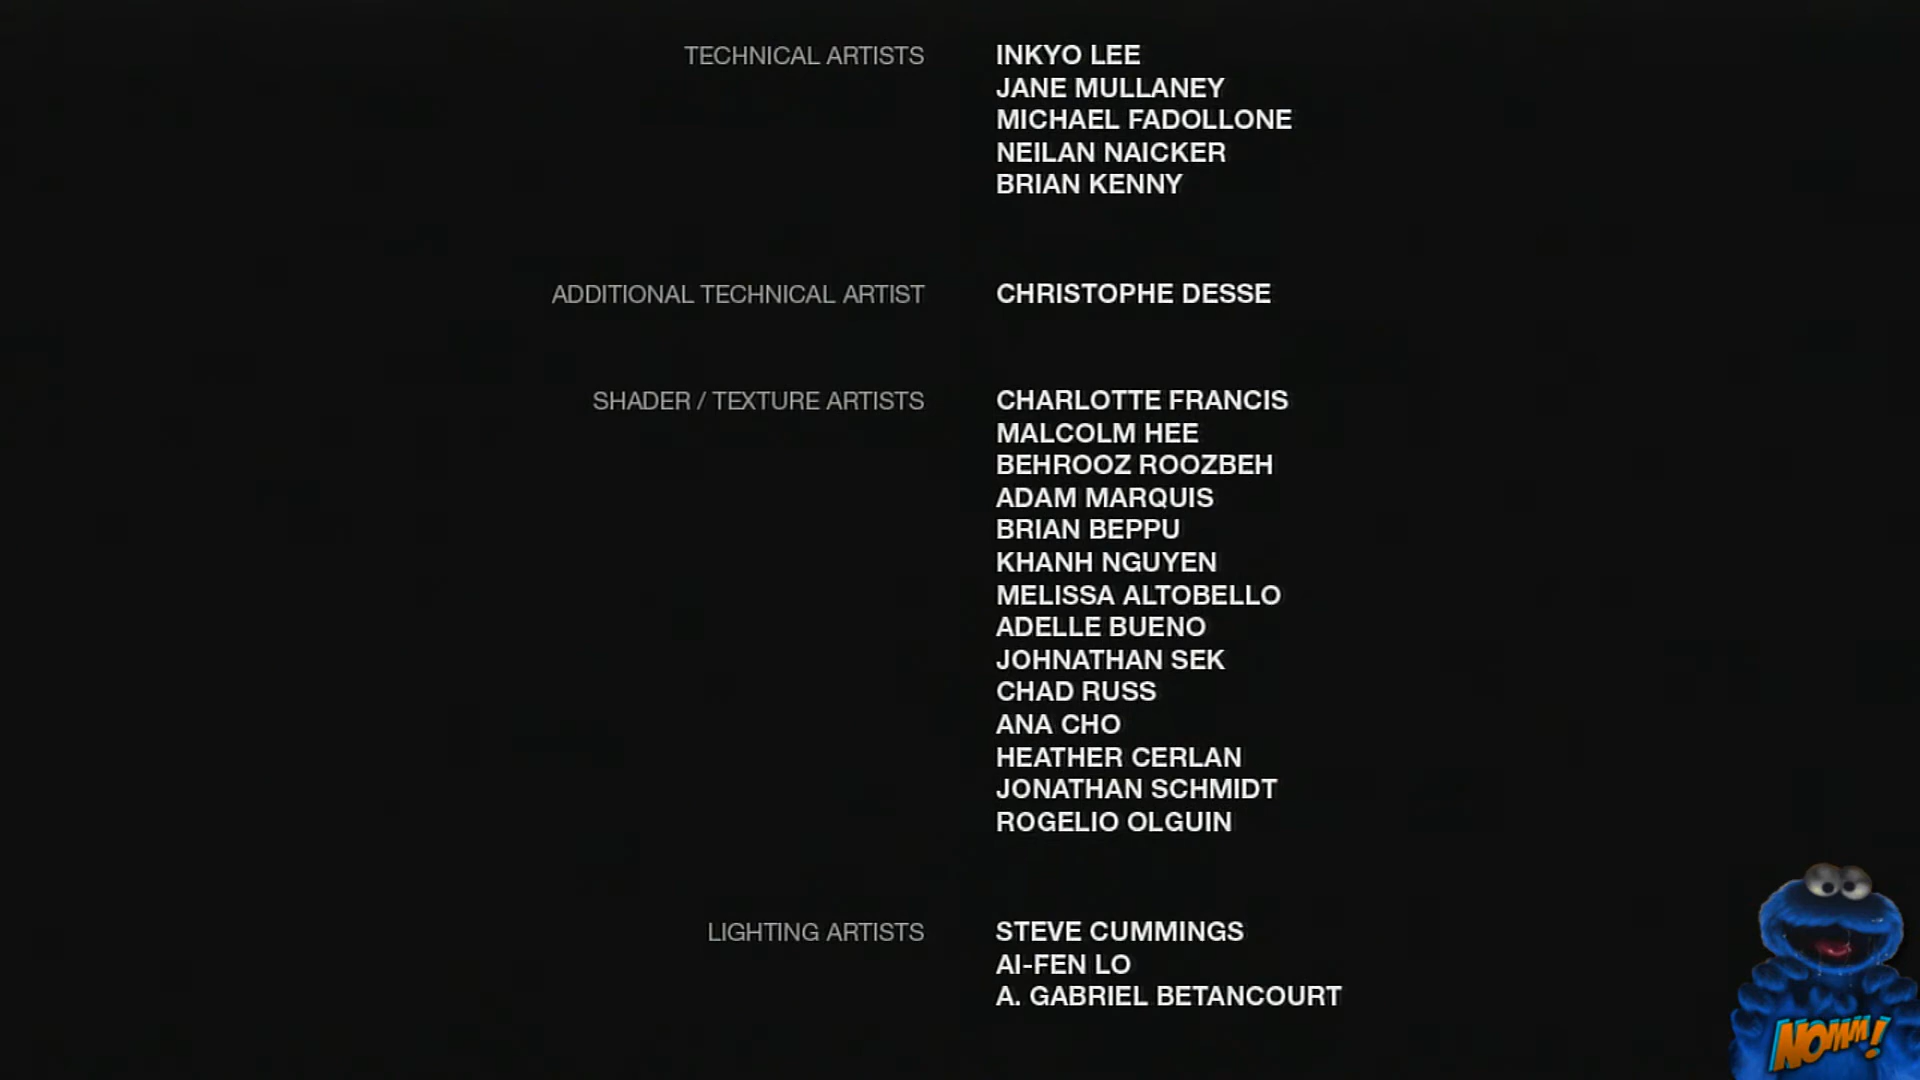 TECHNICAL ARTISTS INKYO LEE
JANE MULLANEY
MICHAEL FADOLLONE
NEILAN NAICKER
BRIAN KENNY
ADDITIONAL TECHNICAL ARTIST CHRISTOPHE DESSE
SHADER / TEXTURE ARTISTS CHARLOTTE FRANCIS
MALCOLM HEE
BEHROOZ ROOZBEH
ADAM MARQUIS
BRIAN BEPPU
KHANH NGUYEN
MELISSA ALTOBELLO
ADELLE BUENO
JOHNATHAN SEK
CHAD RUSS
ANA CHO
HEATHER CERLAN
JONATHAN SCHMIDT
ROGELIO OLGUIN
LIGHTING ARTISTS STEVE CUMMINGS
AI-FEN LO
A. GABRIEL BETANCOURT
NOMM!